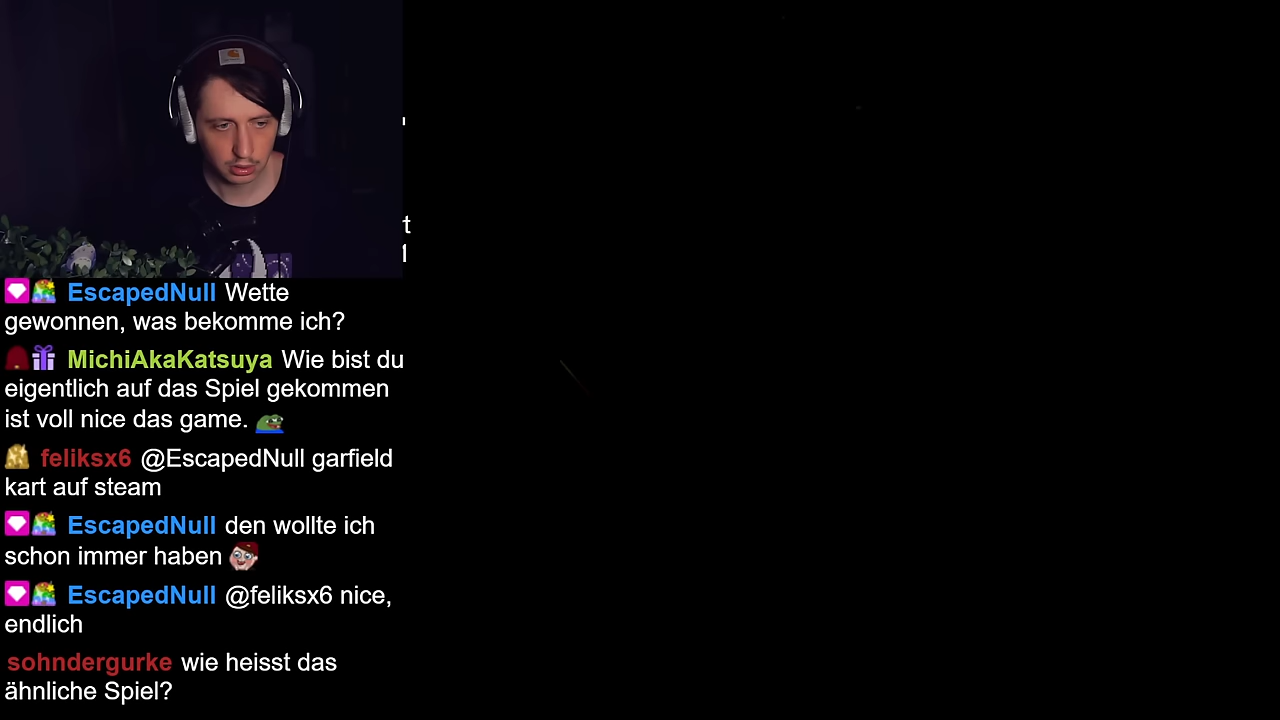 EscapedNull Wette
gewonnen, was bekomme ich?
MichiAkaKatsuya Wie bist du
eigentlich auf das Spiel gekommen
ist voll nice das game.
feliksx6 @EscapedNull garfield
kart auf steam
EscapedNull den wollte ich
schon immer haben
EscapedNull @feliksx6 nice,
endlich
sohndergurke wie heisst das
ähnliche Spiel?